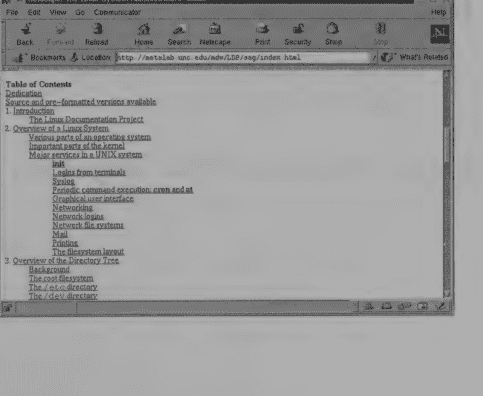 File Edit View Go Communicator Help
Back Forward Reload Home Search Netscape Print Security Shop Stop
Bookmarks Location: http://metalab.unc.edu/mdw/LDP/sag/index.html What's Related
Table of Contents
Dedication
Source and pre-formatted versions available
1. Introduction
The Linux Documentation Project
2. Overview of a Linux System
Various parts of an operating system
Important parts of the kernel
Major services in a UNIX system
init
Logins from terminals
Syslog
Periodic command execution: cron and at
Graphical user interface
Networking
Network logins
Network file systems
Mail
Printing
The filesystem layout
3. Overview of the Directory Tree
Background
The root filesystem
The /etc directory
The /dev directory